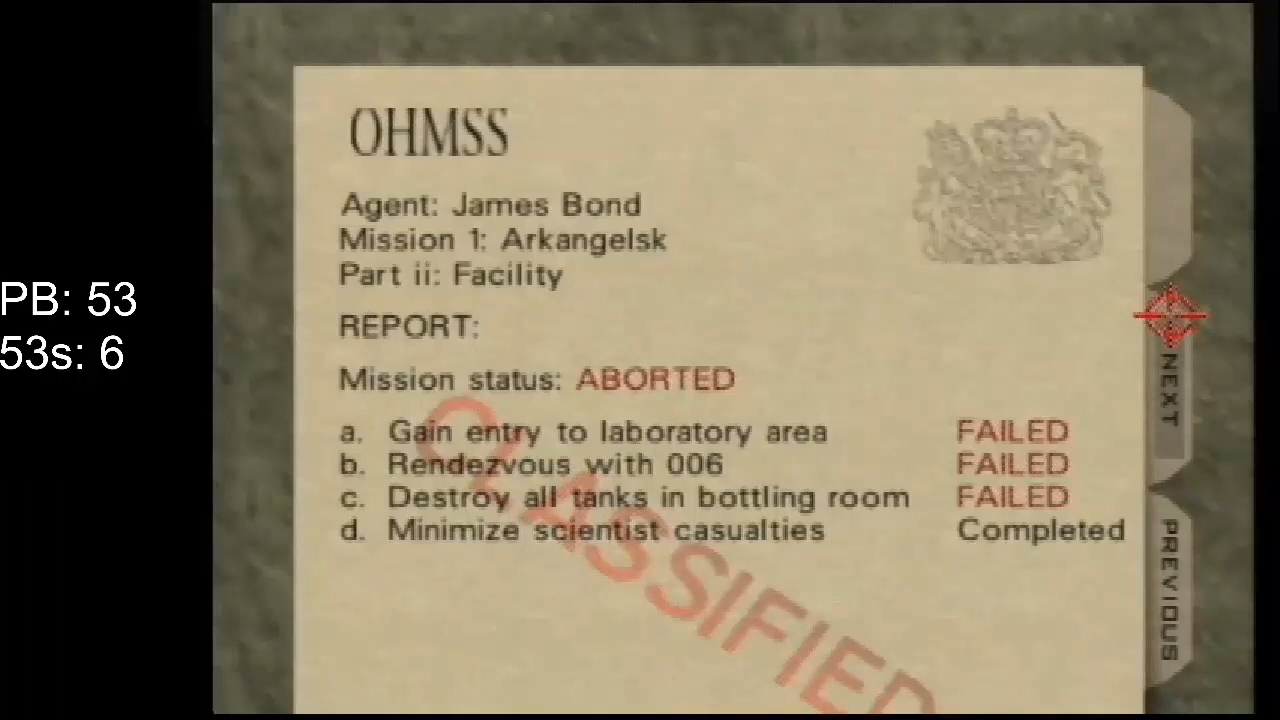 PB: 53
53s: 6
OHMSS
Agent: James Bond
Mission 1: Arkangelsk
Part ii: Facility
REPORT:
Mission status: ABORTED
a. Gain entry to laboratory area FAILED
b. Rendezvous with 006 FAILED
c. Destroy all tanks in bottling room FAILED
d. Minimize scientist casualties Completed
CLASSIFIED
NEXT
PREVIOUS